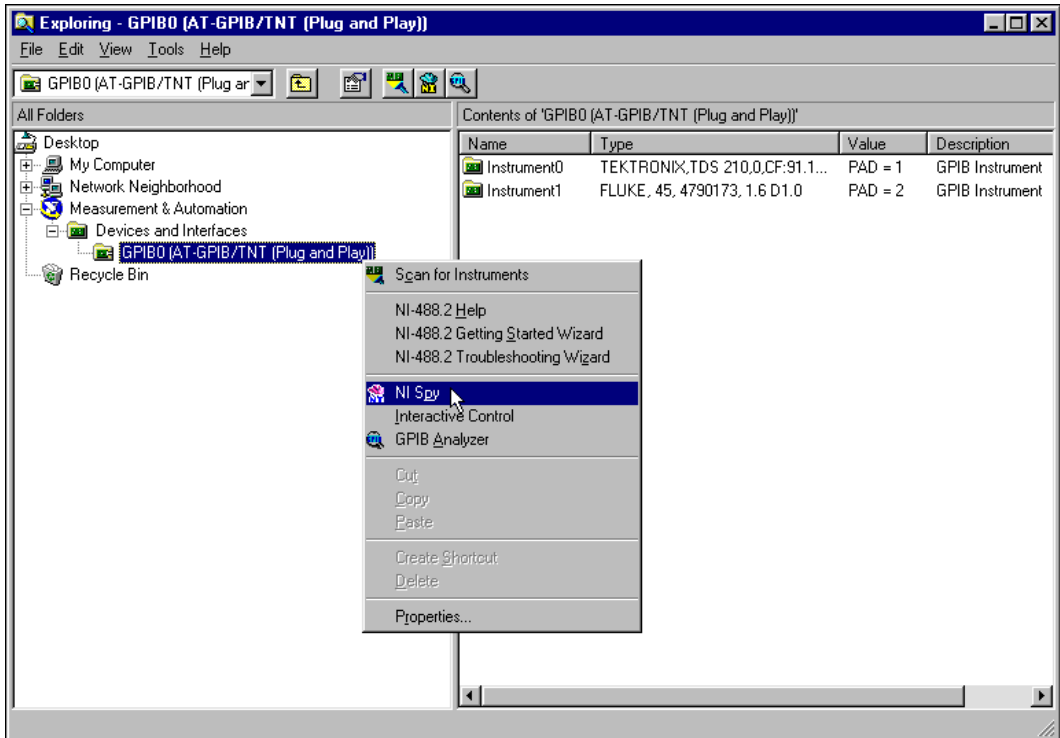 Exploring - GPIB0 (AT-GPIB/TNT (Plug and Play))
File Edit View Tools Help
GPIB0 (AT-GPIB/TNT (Plug ar
All Folders
Contents of 'GPIB0 (AT-GPIB/TNT (Plug and Play))'
Desktop
My Computer
Network Neighborhood
Measurement & Automation
Devices and Interfaces
GPIB0 (AT-GPIB/TNT (Plug and Play))
Recycle Bin
Name Type Value Description
Instrument0 TEKTRONIX,TDS 210,0,CF:91.1... PAD = 1 GPIB Instrument
Instrument1 FLUKE, 45, 4790173, 1.6 D1.0 PAD = 2 GPIB Instrument
Scan for Instruments
NI-488.2 Help
NI-488.2 Getting Started Wizard
NI-488.2 Troubleshooting Wizard
NI Spy
Interactive Control
GPIB Analyzer
Cut
Copy
Paste
Create Shortcut
Delete
Properties...